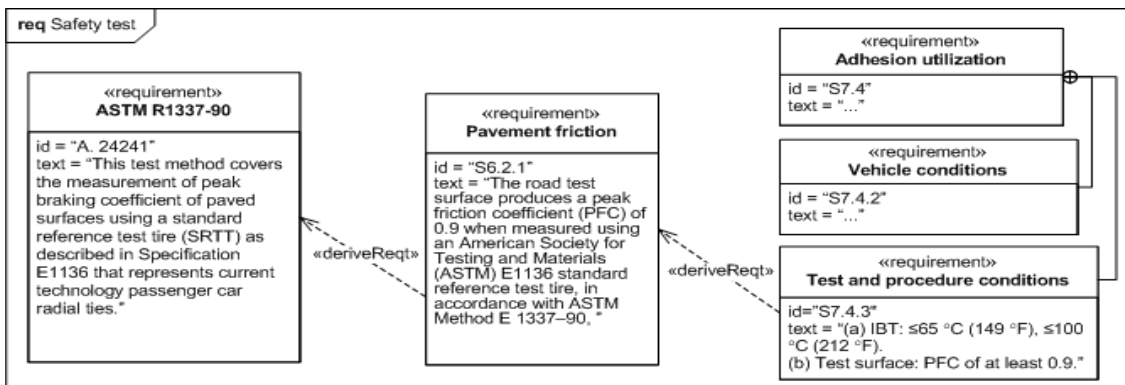 req Safety test
«requirement»
ASTM R1337-90
id = “A. 24241”
text = “This test method covers
the measurement of peak
braking coefficient of paved
surfaces using a standard
reference test tire (SRTT) as
described in Specification
E1136 that represents current
technology passenger car
radial ties.”
«deriveReqt»
«requirement»
Pavement friction
id = “S6.2.1”
text = “The road test
surface produces a peak
friction coefficient (PFC) of
0.9 when measured using
an American Society for
Testing and Materials
(ASTM) E1136 standard
reference test tire, in
accordance with ASTM
Method E 1337–90, ”
«deriveReqt»
«requirement»
Adhesion utilization
id = “S7.4”
text = “...”
«requirement»
Vehicle conditions
id = “S7.4.2”
text = “...”
«requirement»
Test and procedure conditions
id=”S7.4.3”
text = “(a) IBT: ≤65 °C (149 °F), ≤100
°C (212 °F).
(b) Test surface: PFC of at least 0.9.”